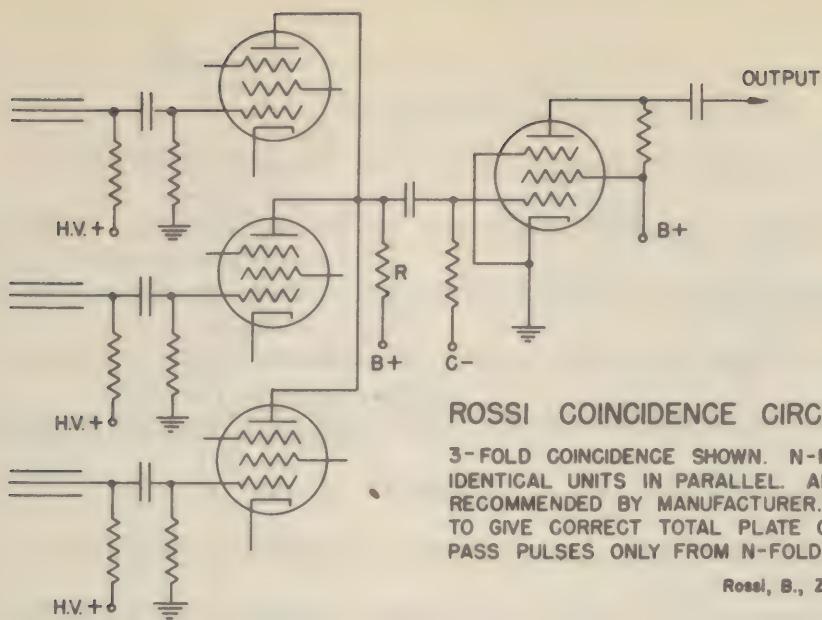 OUTPUT
H.V.+
B+
R
H.V.+
B+
C-
ROSSI COINCIDENCE
3-FOLD COINCIDENCE SHOWN.
IDENTICAL UNITS IN PARALLEL.
RECOMMENDED BY MANUFACTURER.
TO GIVE CORRECT TOTAL PLATE
PASS PULSES ONLY FROM N-FOLD
Rossi, B.,
H.V.+